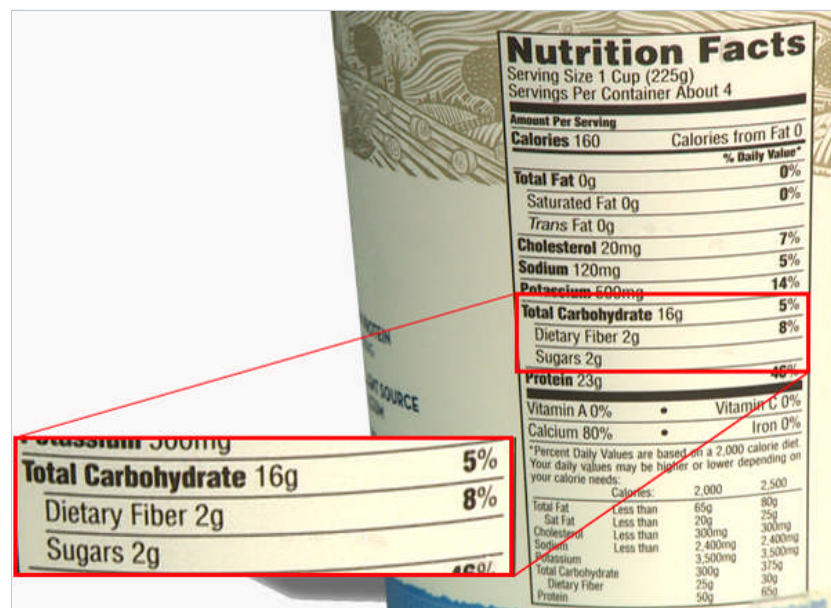 Nutrition Facts
Serving Size 1 Cup (225g)
Servings Per Container About 4
Amount Per Serving
Calories 160 Calories from Fat 0
% Daily Value*
Total Fat 0g 0%
Saturated Fat 0g 0%
Trans Fat 0g
Cholesterol 20mg 7%
Sodium 120mg 5%
Potassium 500mg 14%
Total Carbohydrate 16g 5%
Dietary Fiber 2g 8%
Sugars 2g
Protein 23g 46%
Vitamin A 0% • Vitamin C 0%
Calcium 80% • Iron 0%
*Percent Daily Values are based on a 2,000 calorie diet.
Your daily values may be higher or lower depending on
your calorie needs:
Calories: 2,000 2,500
Total Fat Less than 65g 80g
Sat Fat Less than 20g 25g
Cholesterol Less than 300mg 300mg
Sodium Less than 2,400mg 2,400mg
Potassium 3,500mg 3,500mg
Total Carbohydrate 300g 375g
Dietary Fiber 25g 30g
Protein 50g 65g
SOURCE
Potassium 500mg
Total Carbohydrate 16g 5%
Dietary Fiber 2g 8%
Sugars 2g
46%